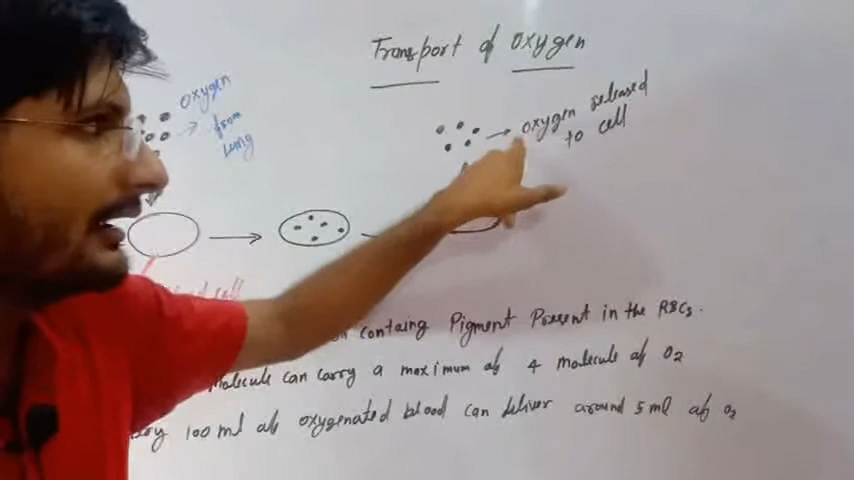 Transport of Oxygen
oxygen
from
lung
oxygen released
to cell
cell
containg Pigment Present in the RBCs.
molecule can carry a maximum of 4 molecule of O2
100 ml of oxygenated blood can deliver around 5 ml of O2